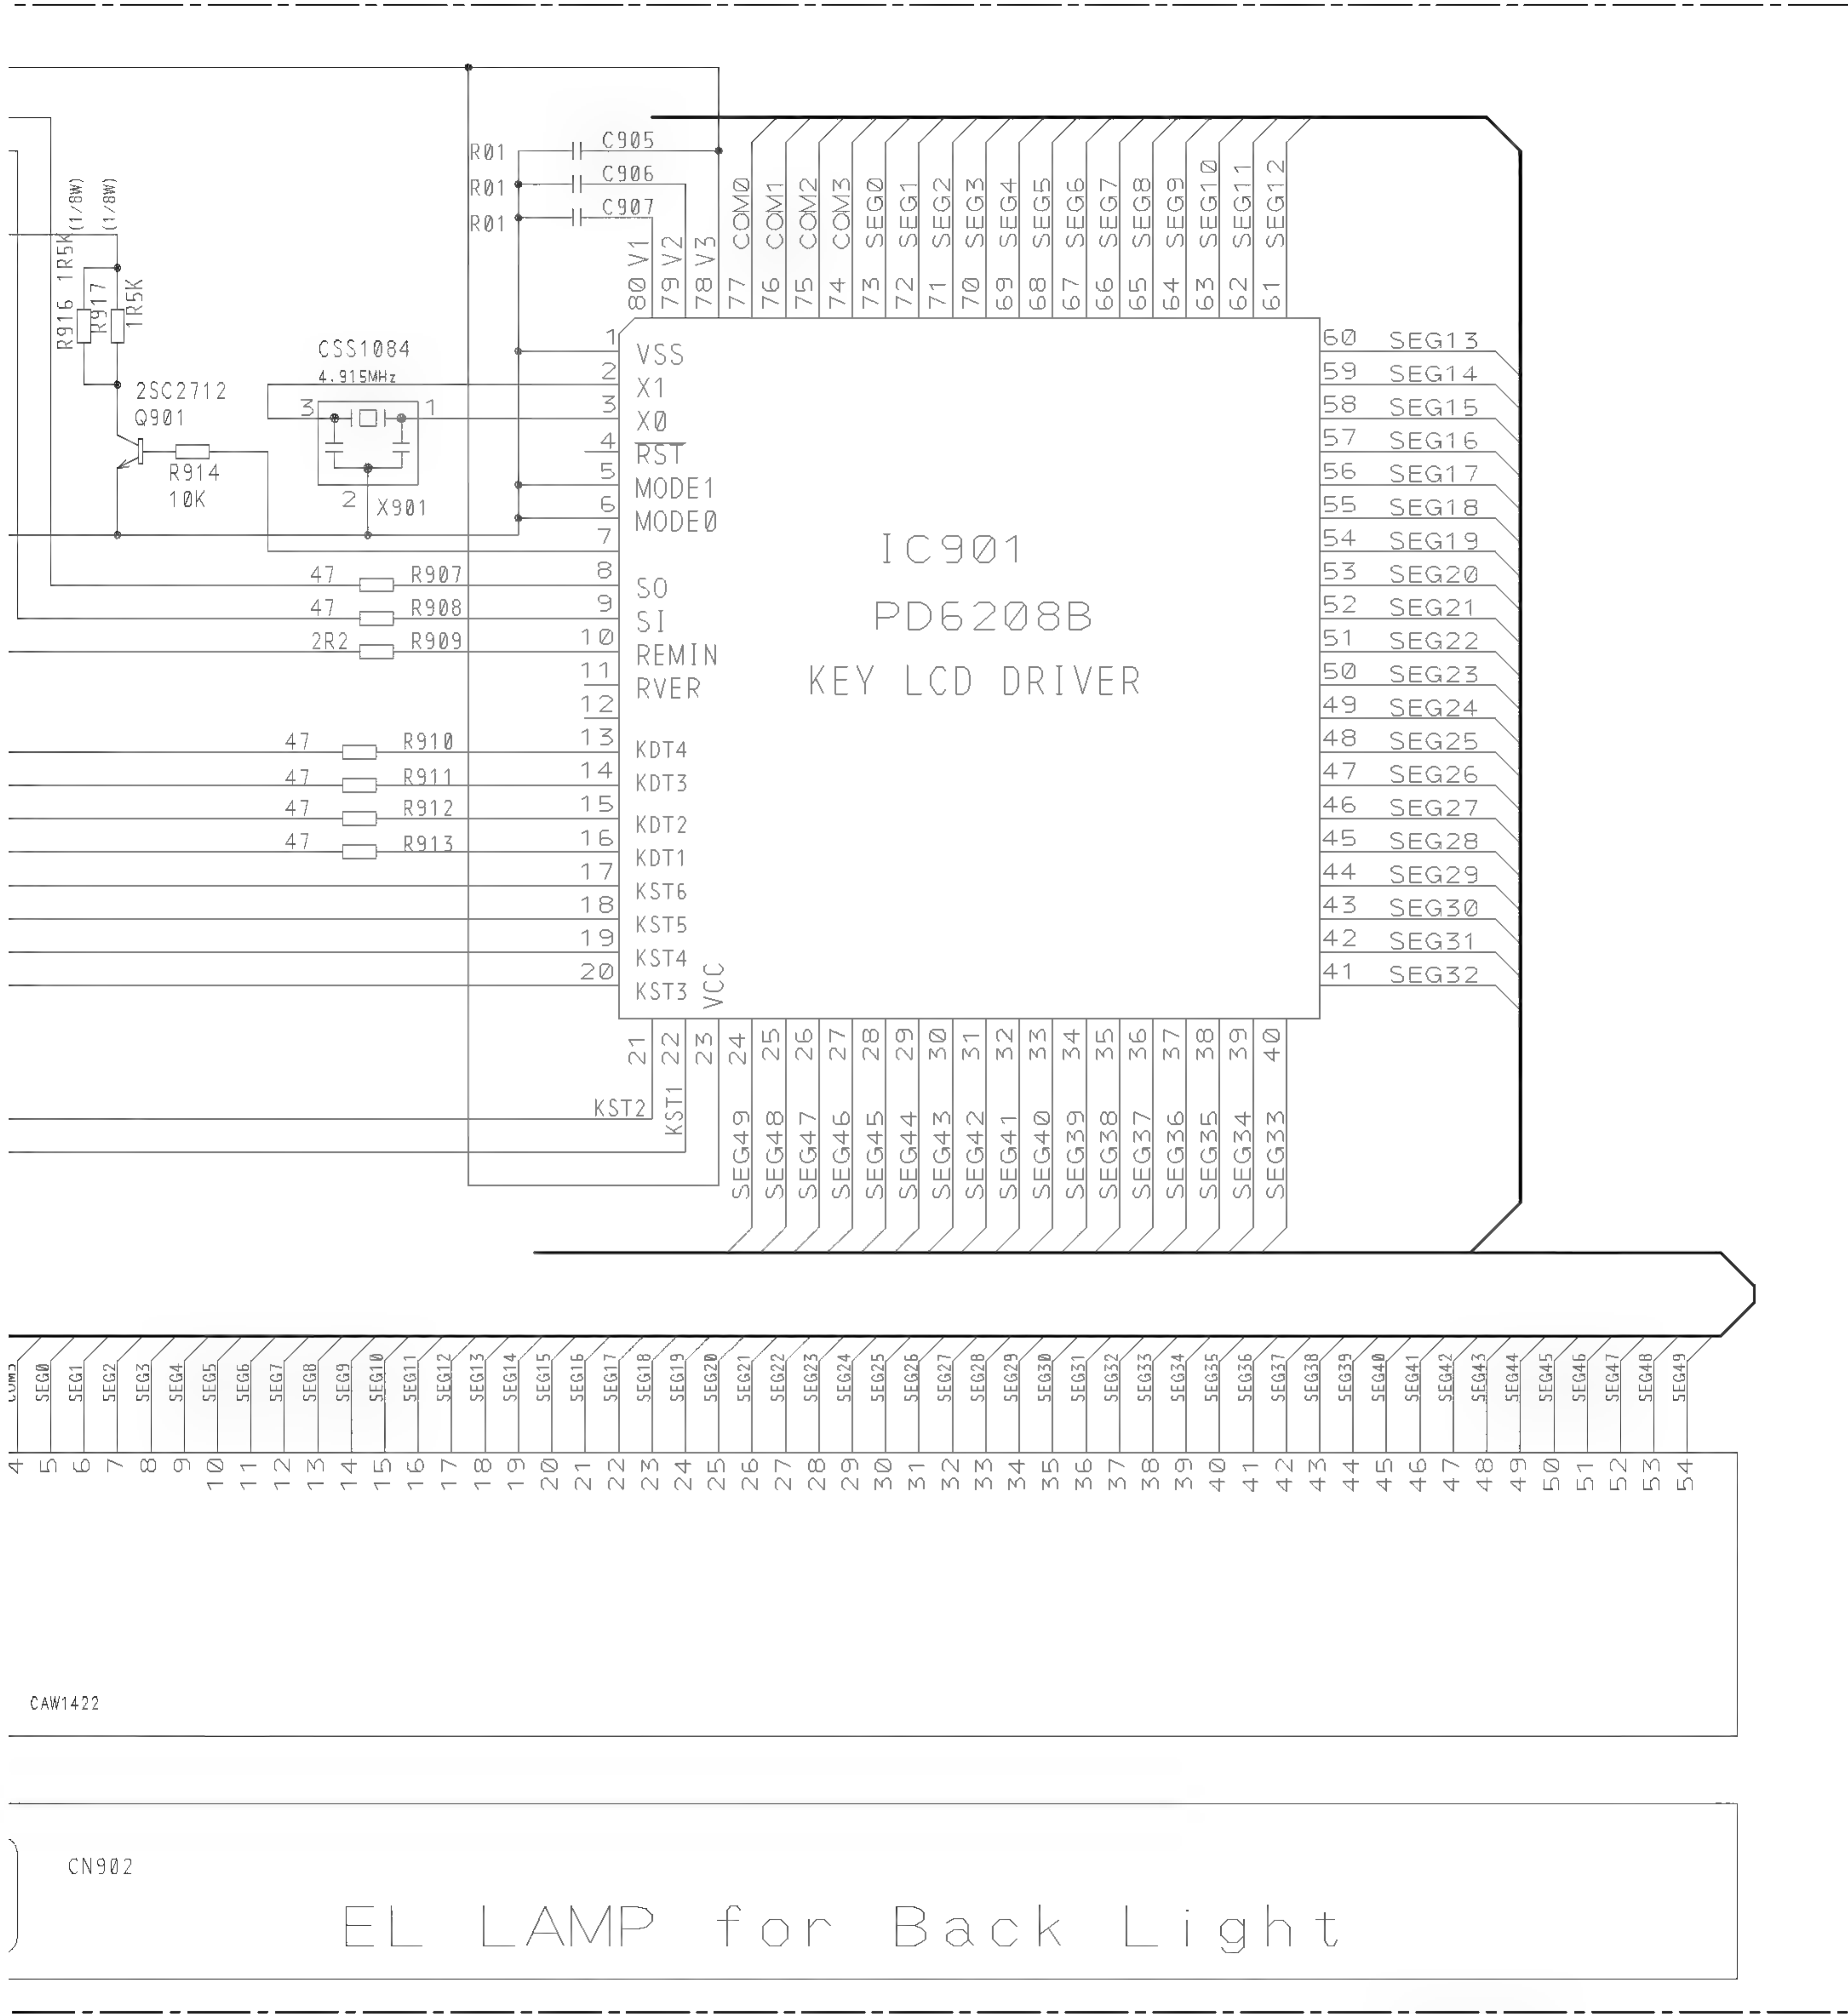 R01
C905
R01
C906
R01
C907
R916 1R5K (1/8W)
R917
1R5K
(1/8W)
2SC2712
Q901
R914
10K
CSS1084
4.915MHz
3
1
2
X901
80 V1
79 V2
78 V3
77 COM0
76 COM1
75 COM2
74 COM3
73 SEG0
72 SEG1
71 SEG2
70 SEG3
69 SEG4
68 SEG5
67 SEG6
66 SEG7
65 SEG8
64 SEG9
63 SEG10
62 SEG11
61 SEG12
1 VSS
2 X1
3 X0
4 RST
5 MODE1
6 MODE0
7
47 R907 8 SO
47 R908 9 SI
2R2 R909 10 REMIN
11 RVER
12
47 R910 13 KDT4
47 R911 14 KDT3
47 R912 15 KDT2
47 R913 16 KDT1
17 KST6
18 KST5
19 KST4
20 KST3
VCC
IC901
PD6208B
KEY LCD DRIVER
60 SEG13
59 SEG14
58 SEG15
57 SEG16
56 SEG17
55 SEG18
54 SEG19
53 SEG20
52 SEG21
51 SEG22
50 SEG23
49 SEG24
48 SEG25
47 SEG26
46 SEG27
45 SEG28
44 SEG29
43 SEG30
42 SEG31
41 SEG32
21 KST2
22 KST1
23
24 SEG49
25 SEG48
26 SEG47
27 SEG46
28 SEG45
29 SEG44
30 SEG43
31 SEG42
32 SEG41
33 SEG40
34 SEG39
35 SEG38
36 SEG37
37 SEG36
38 SEG35
39 SEG34
40 SEG33
4 COM3
5 SEG0
6 SEG1
7 SEG2
8 SEG3
9 SEG4
10 SEG5
11 SEG6
12 SEG7
13 SEG8
14 SEG9
15 SEG10
16 SEG11
17 SEG12
18 SEG13
19 SEG14
20 SEG15
21 SEG16
22 SEG17
23 SEG18
24 SEG19
25 SEG20
26 SEG21
27 SEG22
28 SEG23
29 SEG24
30 SEG25
31 SEG26
32 SEG27
33 SEG28
34 SEG29
35 SEG30
36 SEG31
37 SEG32
38 SEG33
39 SEG34
40 SEG35
41 SEG36
42 SEG37
43 SEG38
44 SEG39
45 SEG40
46 SEG41
47 SEG42
48 SEG43
49 SEG44
50 SEG45
51 SEG46
52 SEG47
53 SEG48
54 SEG49
CAW1422
CN902
EL LAMP for Back Light